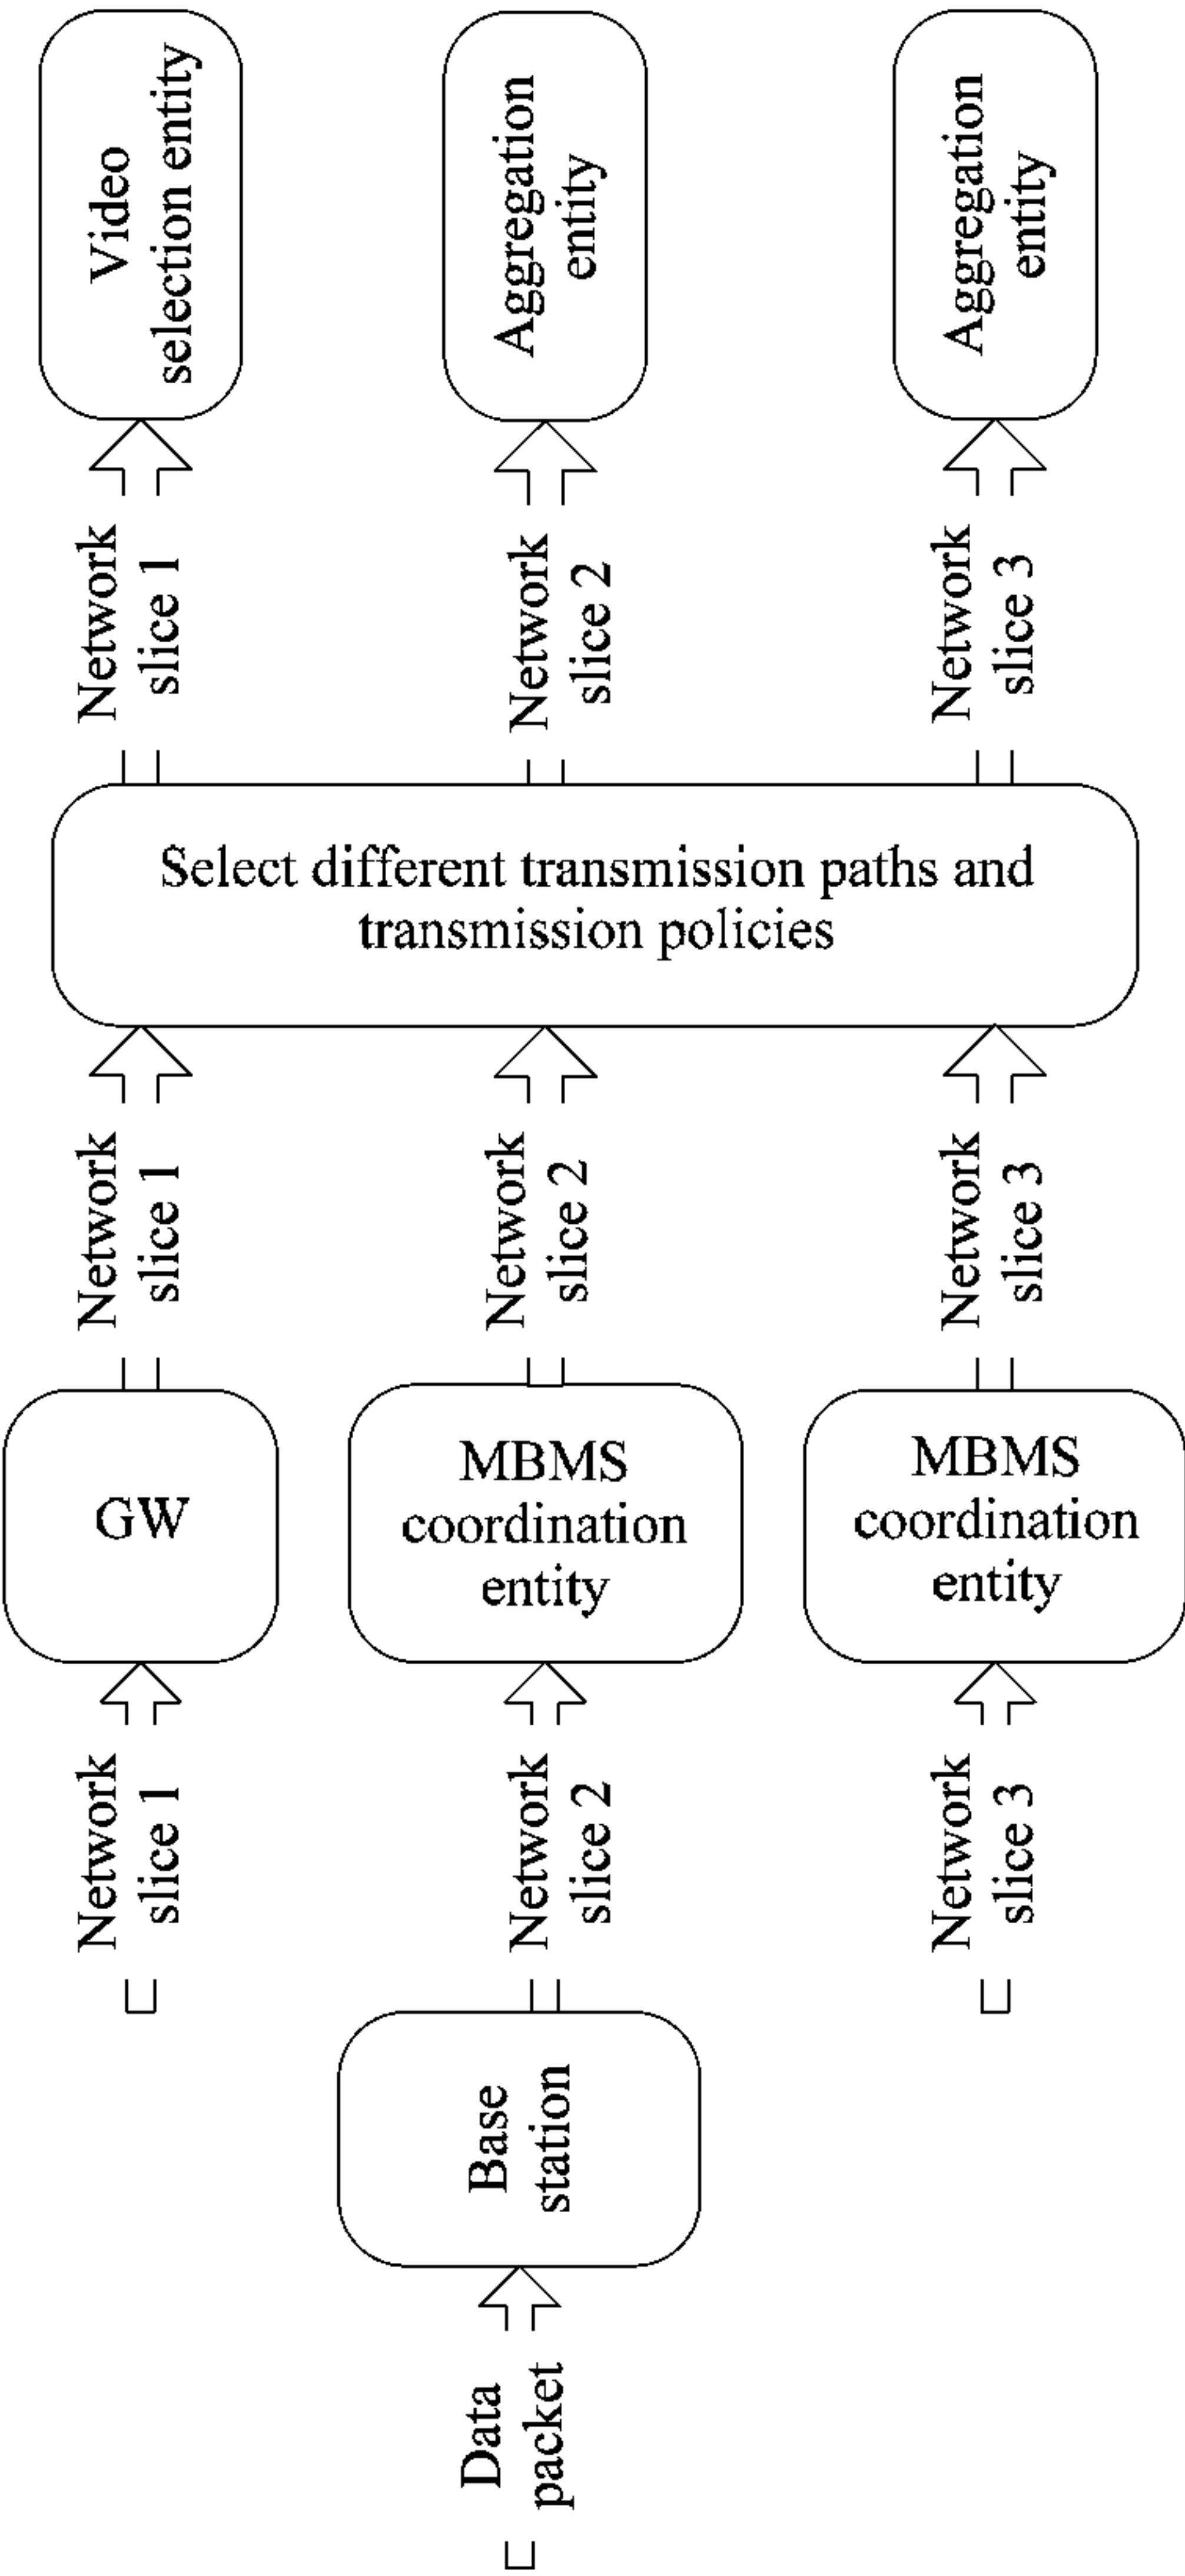 Video
selection entity
Aggregation
entity
Aggregation
entity
Network
slice 1
Network
slice 2
Network
slice 3
Select different transmission paths and
transmission policies
Network
slice 1
Network
slice 2
Network
slice 3
GW
MBMS
coordination
entity
MBMS
coordination
entity
Network
slice 1
Network
slice 2
Network
slice 3
Base
station
Data
packet